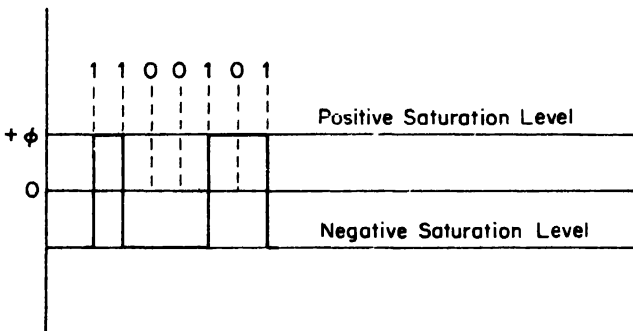 1 1 0 0 1 0 1
Positive Saturation Level
+ ϕ
0
Negative Saturation Level